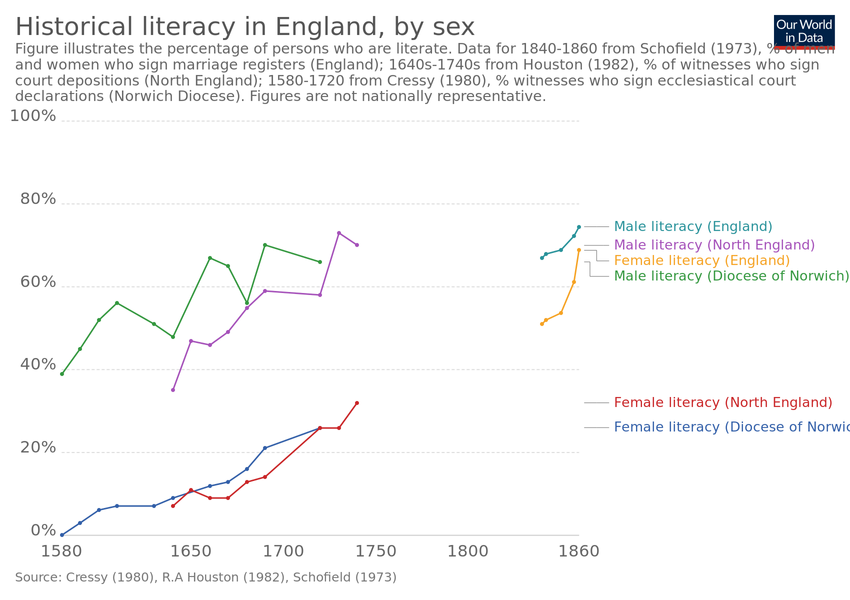 Historical literacy in England, by sex
Our World
in Data
Figure illustrates the percentage of persons who are literate. Data for 1840-1860 from Schofield (1973), % of men
and women who sign marriage registers (England); 1640s-1740s from Houston (1982), % of witnesses who sign
court depositions (North England); 1580-1720 from Cressy (1980), % witnesses who sign ecclesiastical court
declarations (Norwich Diocese). Figures are not nationally representative.
100%
80%
60%
40%
20%
0%
Male literacy (England)
Male literacy (North England)
Female literacy (England)
Male literacy (Diocese of Norwich)
Female literacy (North England)
Female literacy (Diocese of Norwic
1580
1650
1700
1750
1800
1860
Source: Cressy (1980), R.A Houston (1982), Schofield (1973)